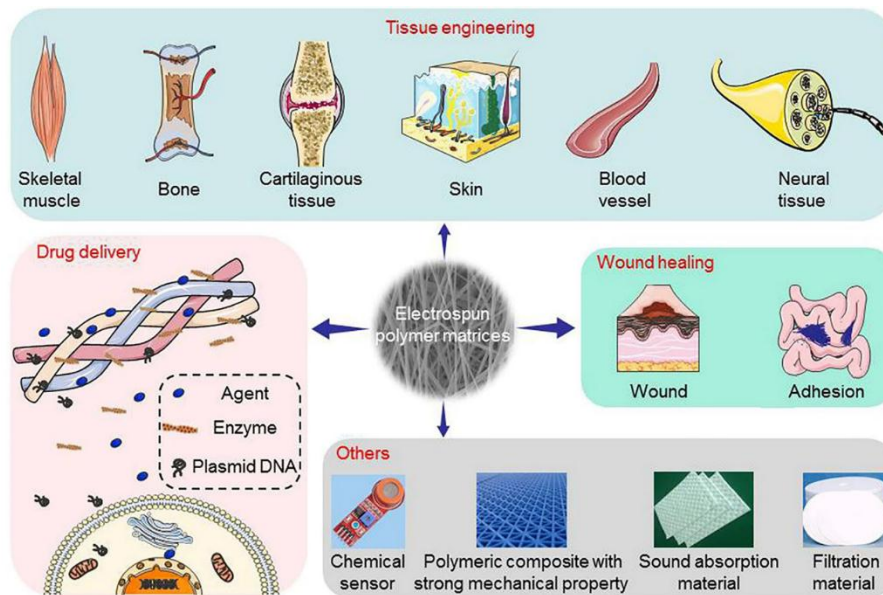 Tissue engineering
Skeletal
muscle
Bone
Cartilaginous
tissue
Skin
Blood
vessel
Neural
tissue
Drug delivery
Agent
Enzyme
Plasmid DNA
Electrospun
polymer matrices
Wound healing
Wound
Adhesion
Others
Chemical
sensor
Polymeric composite with
strong mechanical property
Sound absorption
material
Filtration
material